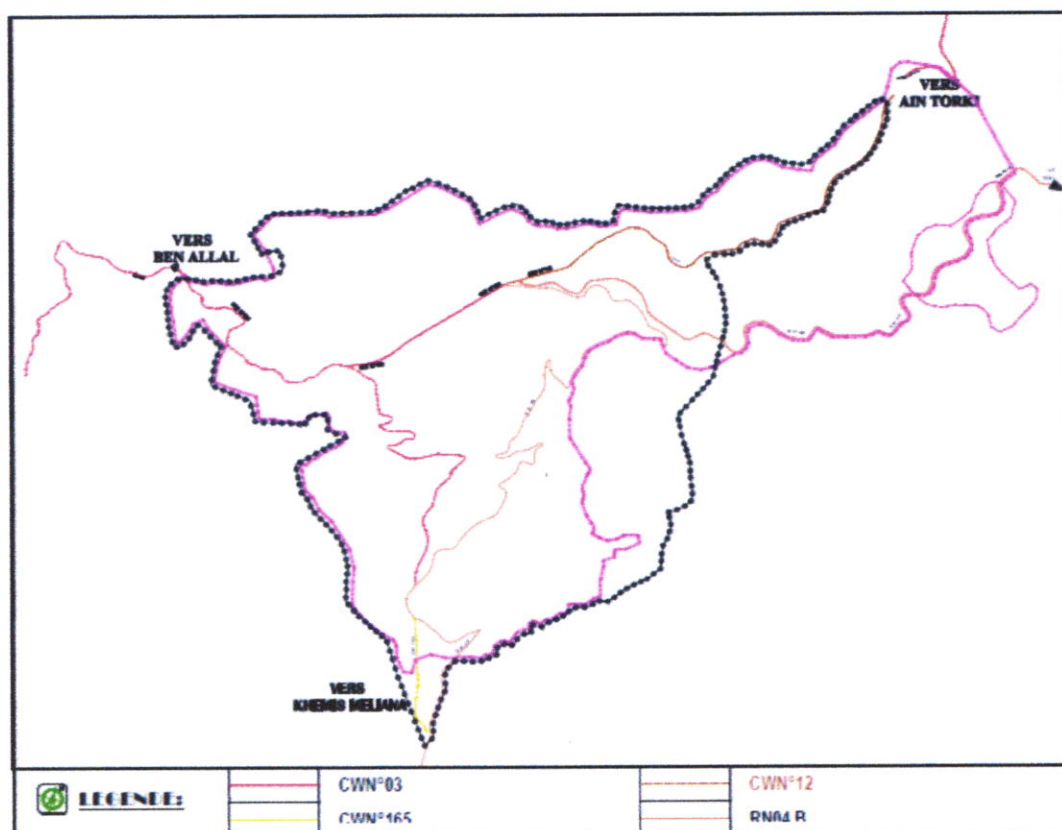 VERS
AIN TORKI
VERS
BEN ALLAL
VERS
KHEMIS MELIANA
LEGENDE:
CWN°03
CWN°12
CWN°165
RN04 B